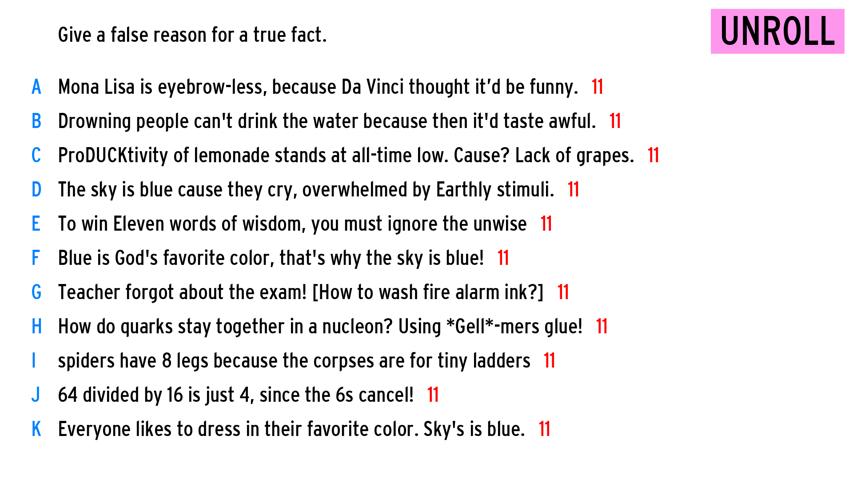 Give a false reason for a true fact.
UNROLL
A Mona Lisa is eyebrow-less, because Da Vinci thought it'd be funny. 11
B Drowning people can't drink the water because then it'd taste awful. 11
C ProDUCKtivity of lemonade stands at all-time low. Cause? Lack of grapes. 11
D The sky is blue cause they cry, overwhelmed by Earthly stimuli. 11
E To win Eleven words of wisdom, you must ignore the unwise 11
F Blue is God's favorite color, that's why the sky is blue! 11
G Teacher forgot about the exam! [How to wash fire alarm ink?] 11
H How do quarks stay together in a nucleon? Using *Gell*-mers glue! 11
I spiders have 8 legs because the corpses are for tiny ladders 11
J 64 divided by 16 is just 4, since the 6s cancel! 11
K Everyone likes to dress in their favorite color. Sky's is blue. 11